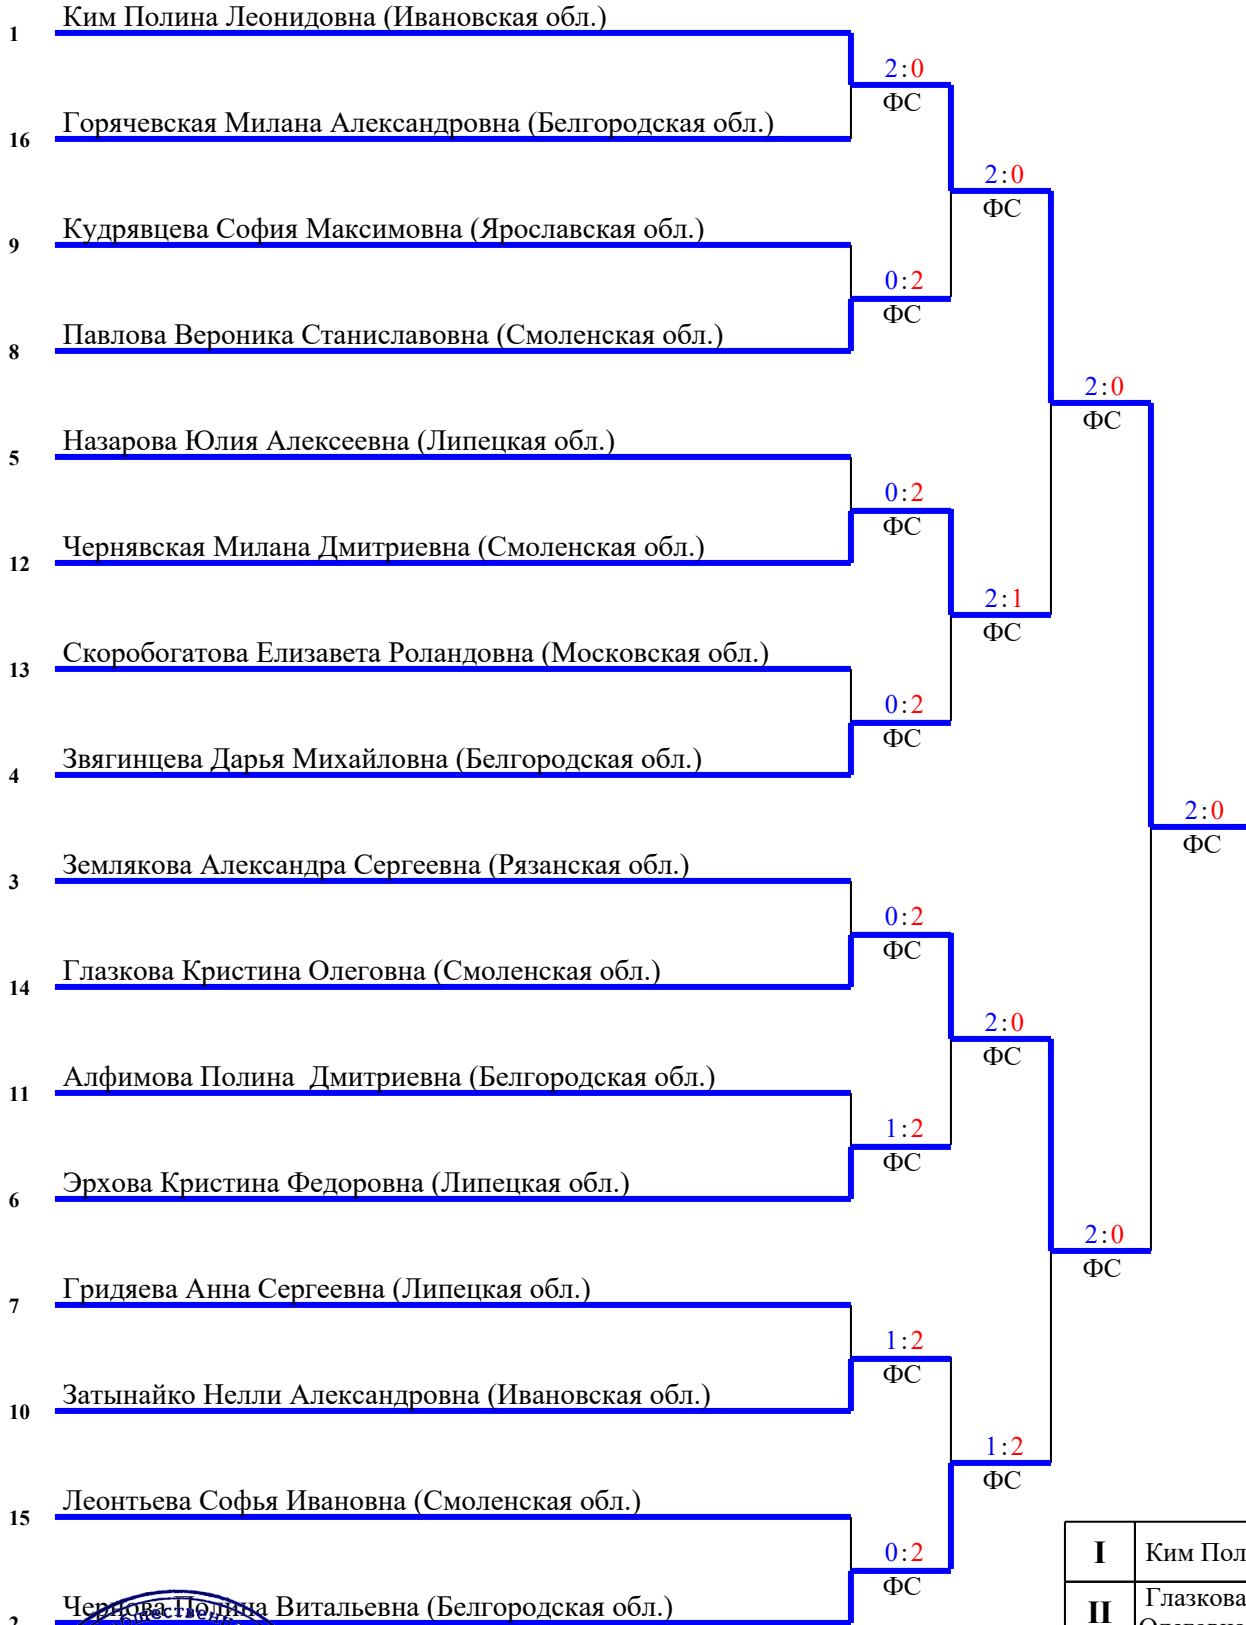 Ким Полина Леонидовна (Ивановская обл.)
1
2:0
ФС
Горячевская Милана Александровна (Белгородская обл.)
16
2:0
ФС
Кудрявцева София Максимовна (Ярославская обл.)
9
0:2
ФС
Павлова Вероника Станиславовна (Смоленская обл.)
8
2:0
ФС
Назарова Юлия Алексеевна (Липецкая обл.)
5
0:2
ФС
Чернявская Милана Дмитриевна (Смоленская обл.)
12
2:1
ФС
Скоробогатова Елизавета Роландовна (Московская обл.)
13
0:2
ФС
Звягинцева Дарья Михайловна (Белгородская обл.)
4
2:0
ФС
Землякова Александра Сергеевна (Рязанская обл.)
3
0:2
ФС
Глазкова Кристина Олеговна (Смоленская обл.)
14
2:0
ФС
Алфимова Полина Дмитриевна (Белгородская обл.)
11
1:2
ФС
Эрхова Кристина Федоровна (Липецкая обл.)
6
2:0
ФС
Гридяева Анна Сергеевна (Липецкая обл.)
7
1:2
ФС
Затынайко Нелли Александровна (Ивановская обл.)
10
1:2
ФС
Леонтьева Софья Ивановна (Смоленская обл.)
15
0:2
ФС
I Ким Пол
Чернова Полина Витальевна (Белгородская обл.)
2
II Глазкова